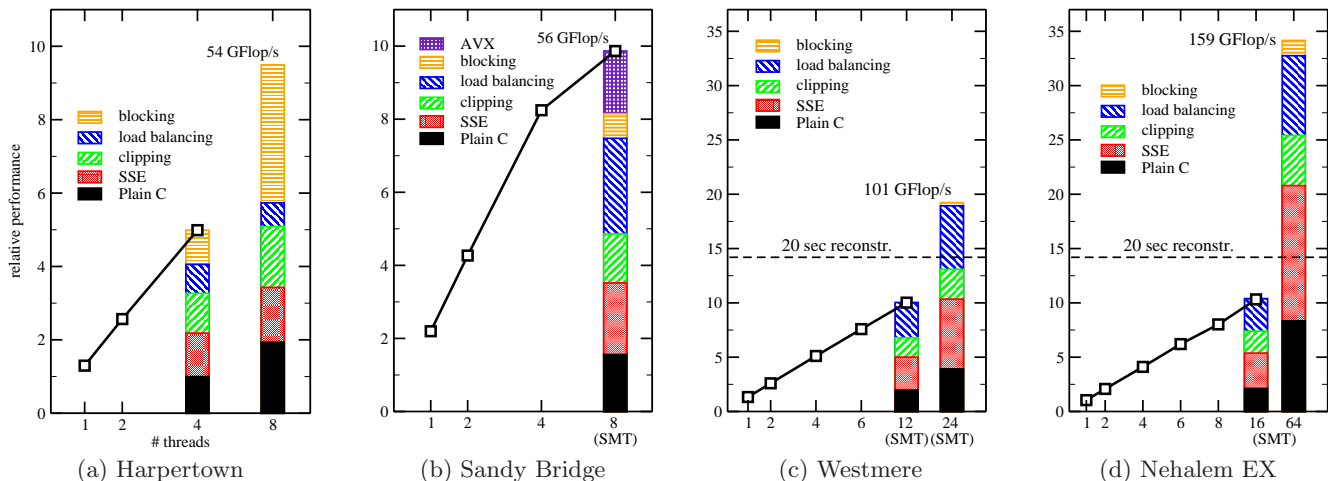 relative performance
10
8
6
4
2
0
54 GFlop/s
blocking
load balancing
clipping
SSE
Plain C
1
2
4
8
# threads
(a) Harpertown
10
8
6
4
2
0
56 GFlop/s
AVX
blocking
load balancing
clipping
SSE
Plain C
1
2
4
8
(SMT)
(b) Sandy Bridge
35
30
25
20
15
10
5
0
blocking
load balancing
clipping
SSE
Plain C
101 GFlop/s
20 sec reconstr.
1
2
4
6
12
24
(SMT)
(SMT)
(c) Westmere
35
30
25
20
15
10
5
0
159 GFlop/s
blocking
load balancing
clipping
SSE
Plain C
20 sec reconstr.
1
2
4
6
8
16
64
(SMT)
(d) Nehalem EX